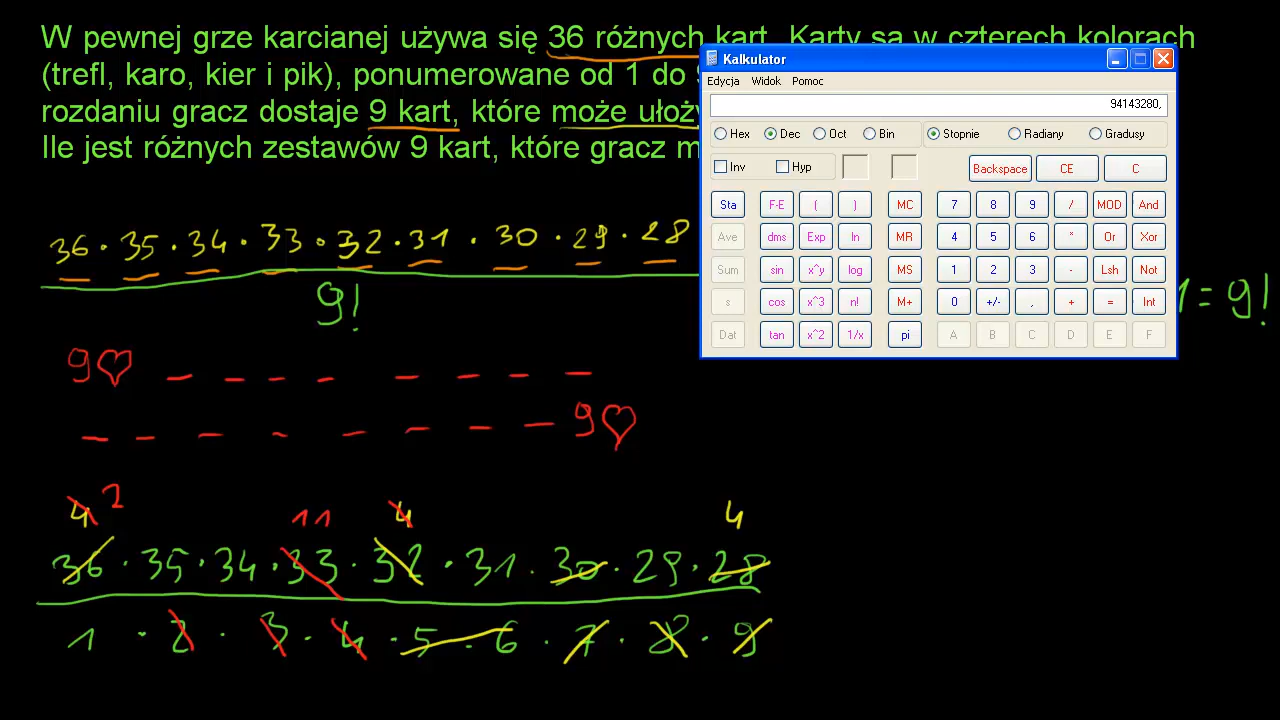 W pewnej grze karcianej używa się 36 różnych kart. Karty są w czterech kolorach
(trefl, karo, kier i pik), ponumerowane od 1 do
rozdaniu gracz dostaje 9 kart, które może ułoży
Ile jest różnych zestawów 9 kart, które gracz m
Kalkulator
Edycja Widok Pomoc
94143280,
Hex Dec Oct Bin Stopnie Radiany Gradusy
Inv Hyp Backspace CE C
Sta F-E ( ) MC 7 8 9 / MOD And
Ave dms Exp ln MR 4 5 6 * Or Xor
Sum sin x^y log MS 1 2 3 - Lsh Not
s cos x^3 n! M+ 0 +/- , + = Int
Dat tan x^2 1/x pi A B C D E F
36 · 35 · 34 · 33 · 32 · 31 · 30 · 29 · 28
9!
1 = 9!
9♡ _ _ _ _ _ _ _ _
_ _ _ _ _ _ _ _ 9♡
4 2 11 4 4
36 · 35 · 34 · 33 · 32 · 31 · 30 · 29 · 28
1 · 2 · 3 · 4 · 5 · 6 · 7 · 8 · 9